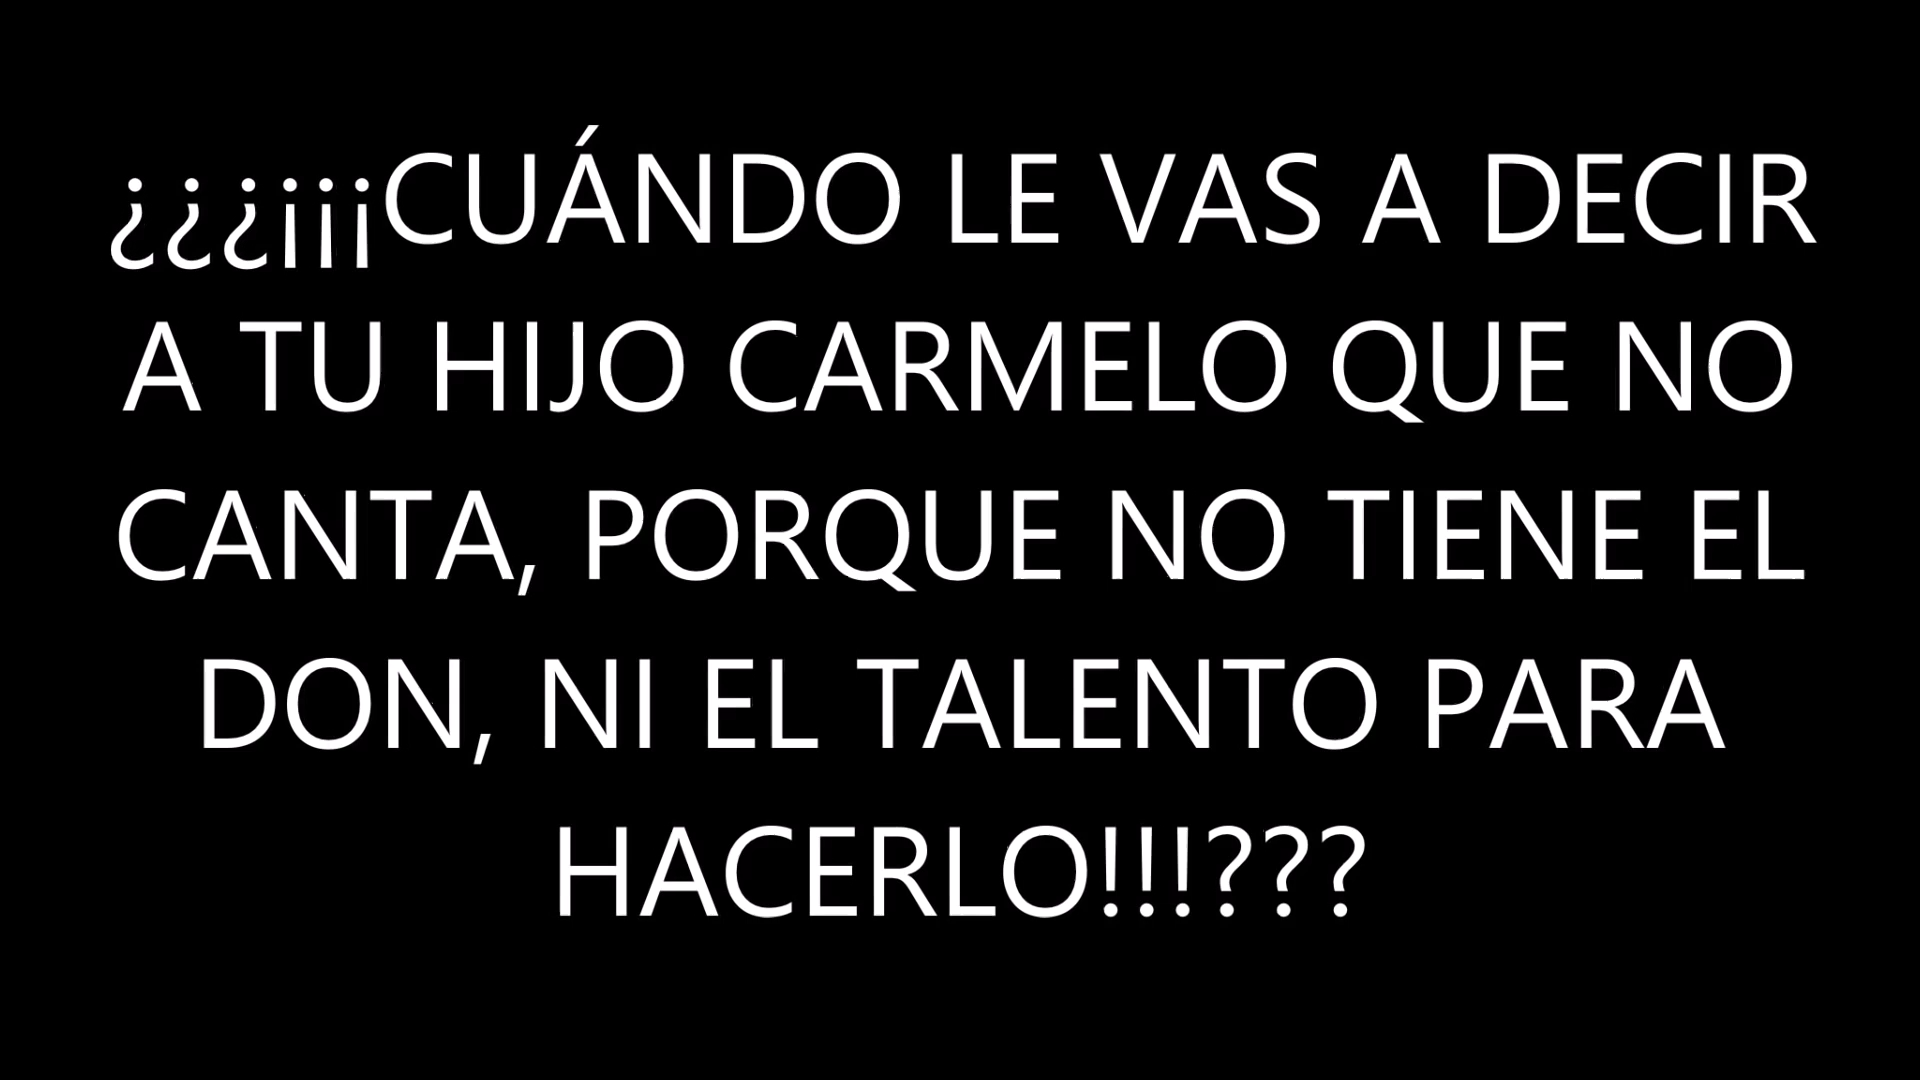 ¿¿¿¡¡¡CUÁNDO LE VAS A DECIR
A TU HIJO CARMELO QUE NO
CANTA, PORQUE NO TIENE EL
DON, NI EL TALENTO PARA
HACERLO!!!???